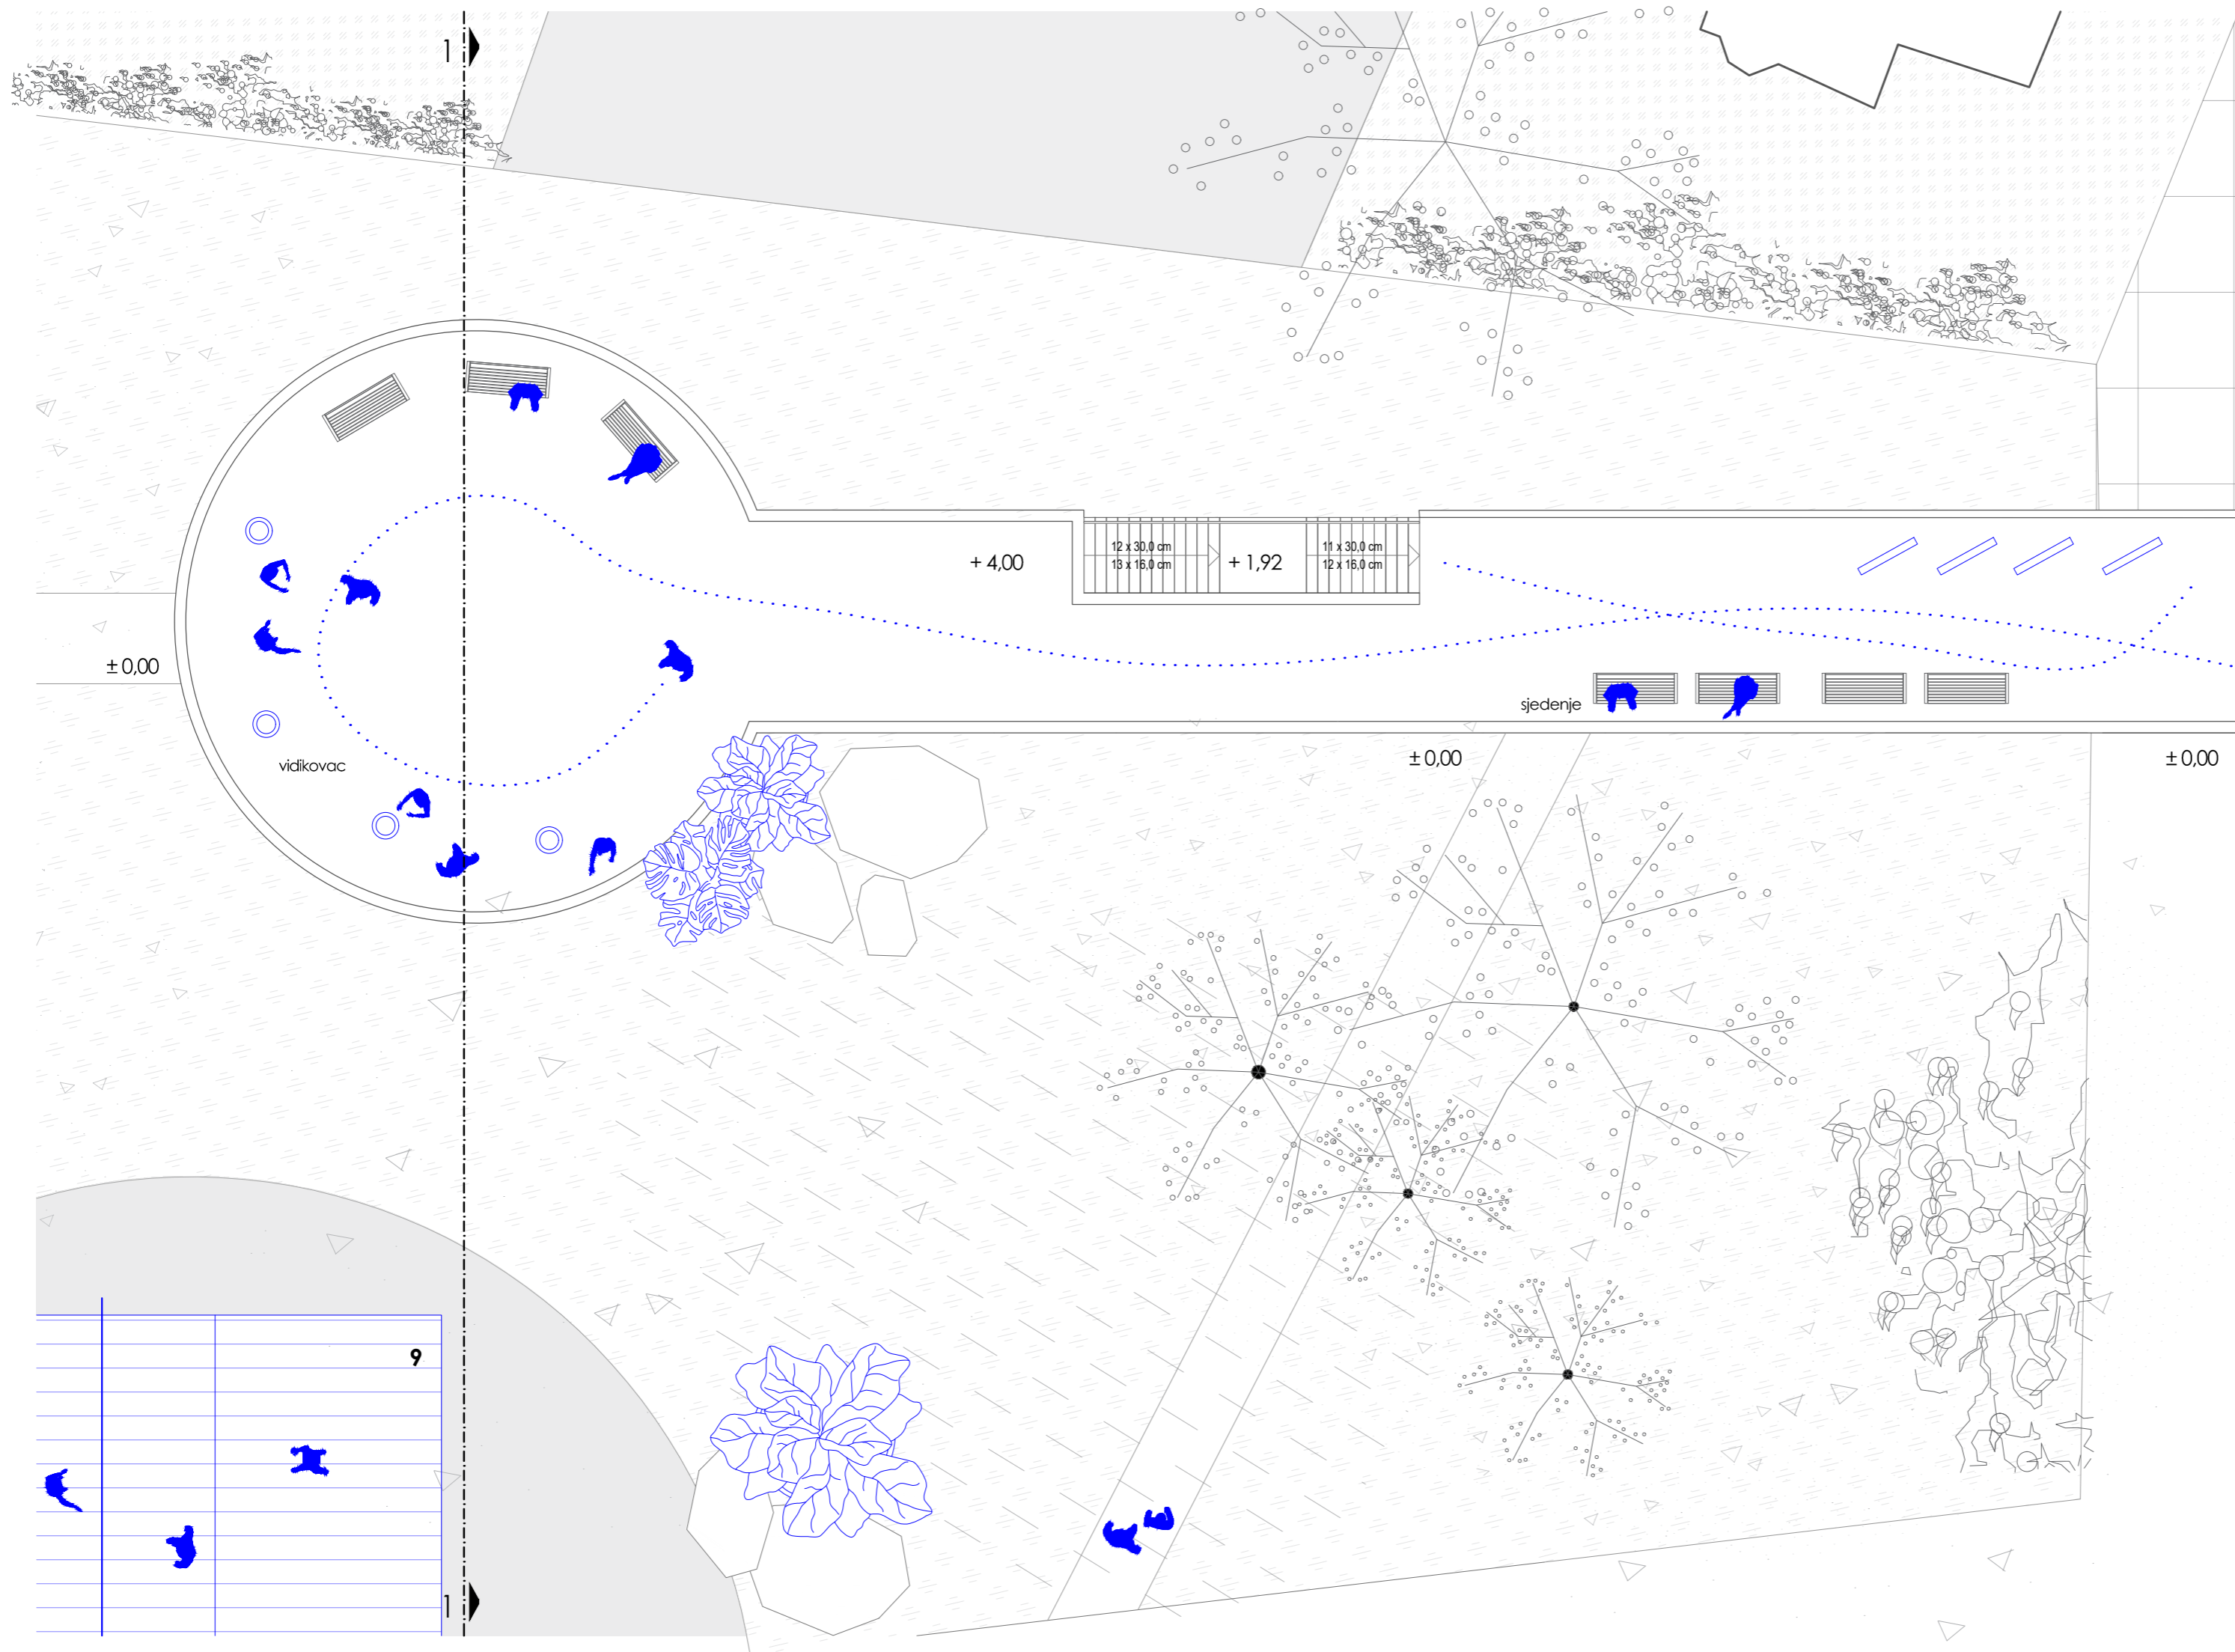 1
12 x 30,0 cm
13 x 16,0 cm
+ 4,00
+ 1,92
11 x 30,0 cm
12 x 16,0 cm
± 0,00
sjedenje
vidikovac
± 0,00
± 0,00
9
1